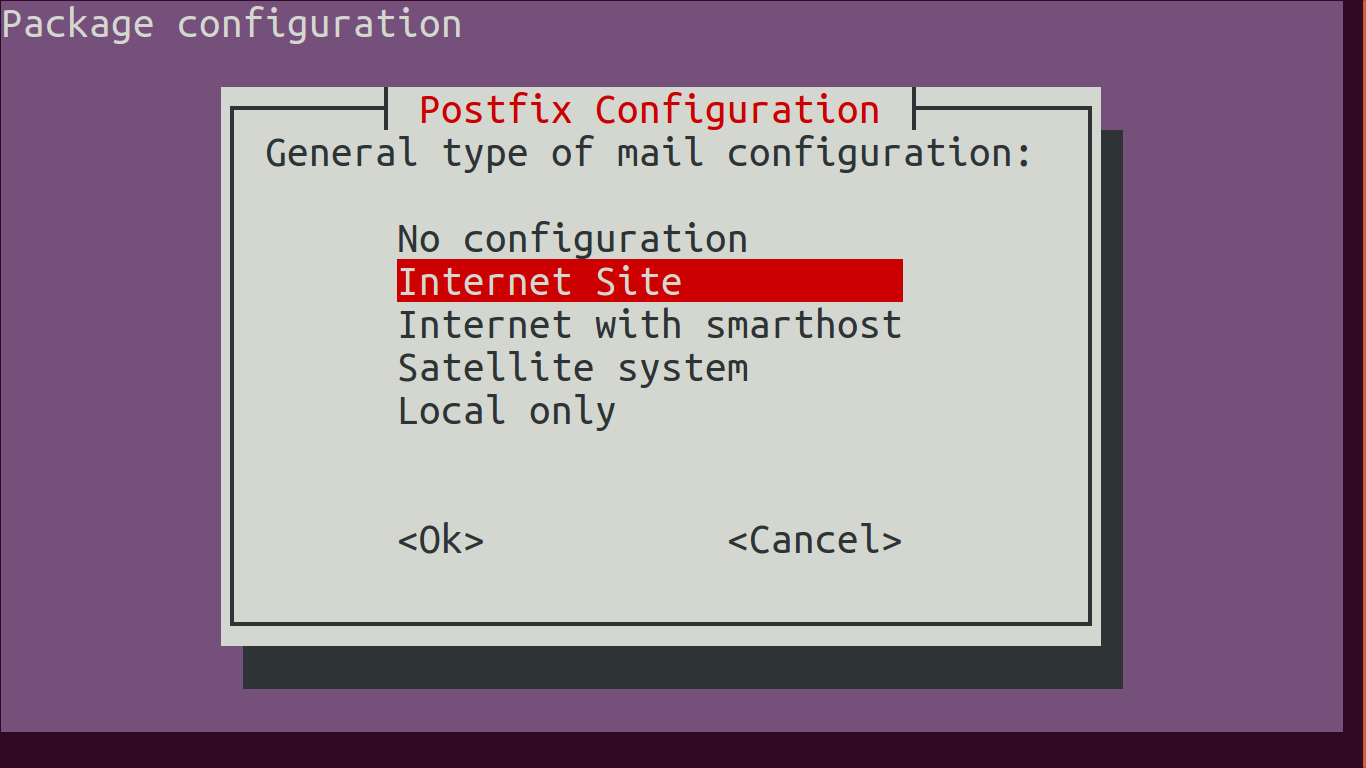 Package configuration
Postfix Configuration
General type of mail configuration:
No configuration
Internet Site
Internet with smarthost
Satellite system
Local only
<Ok> <Cancel>